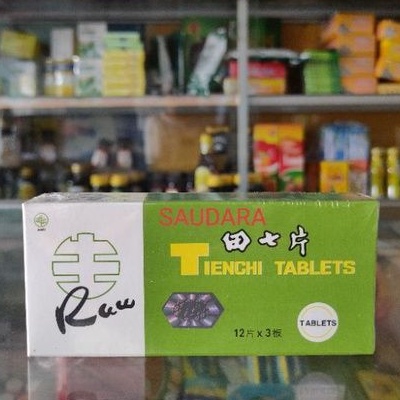 SAUDARA
田七片
TIENCHI TABLETS
Raw
TABLETS
12片 x 3板